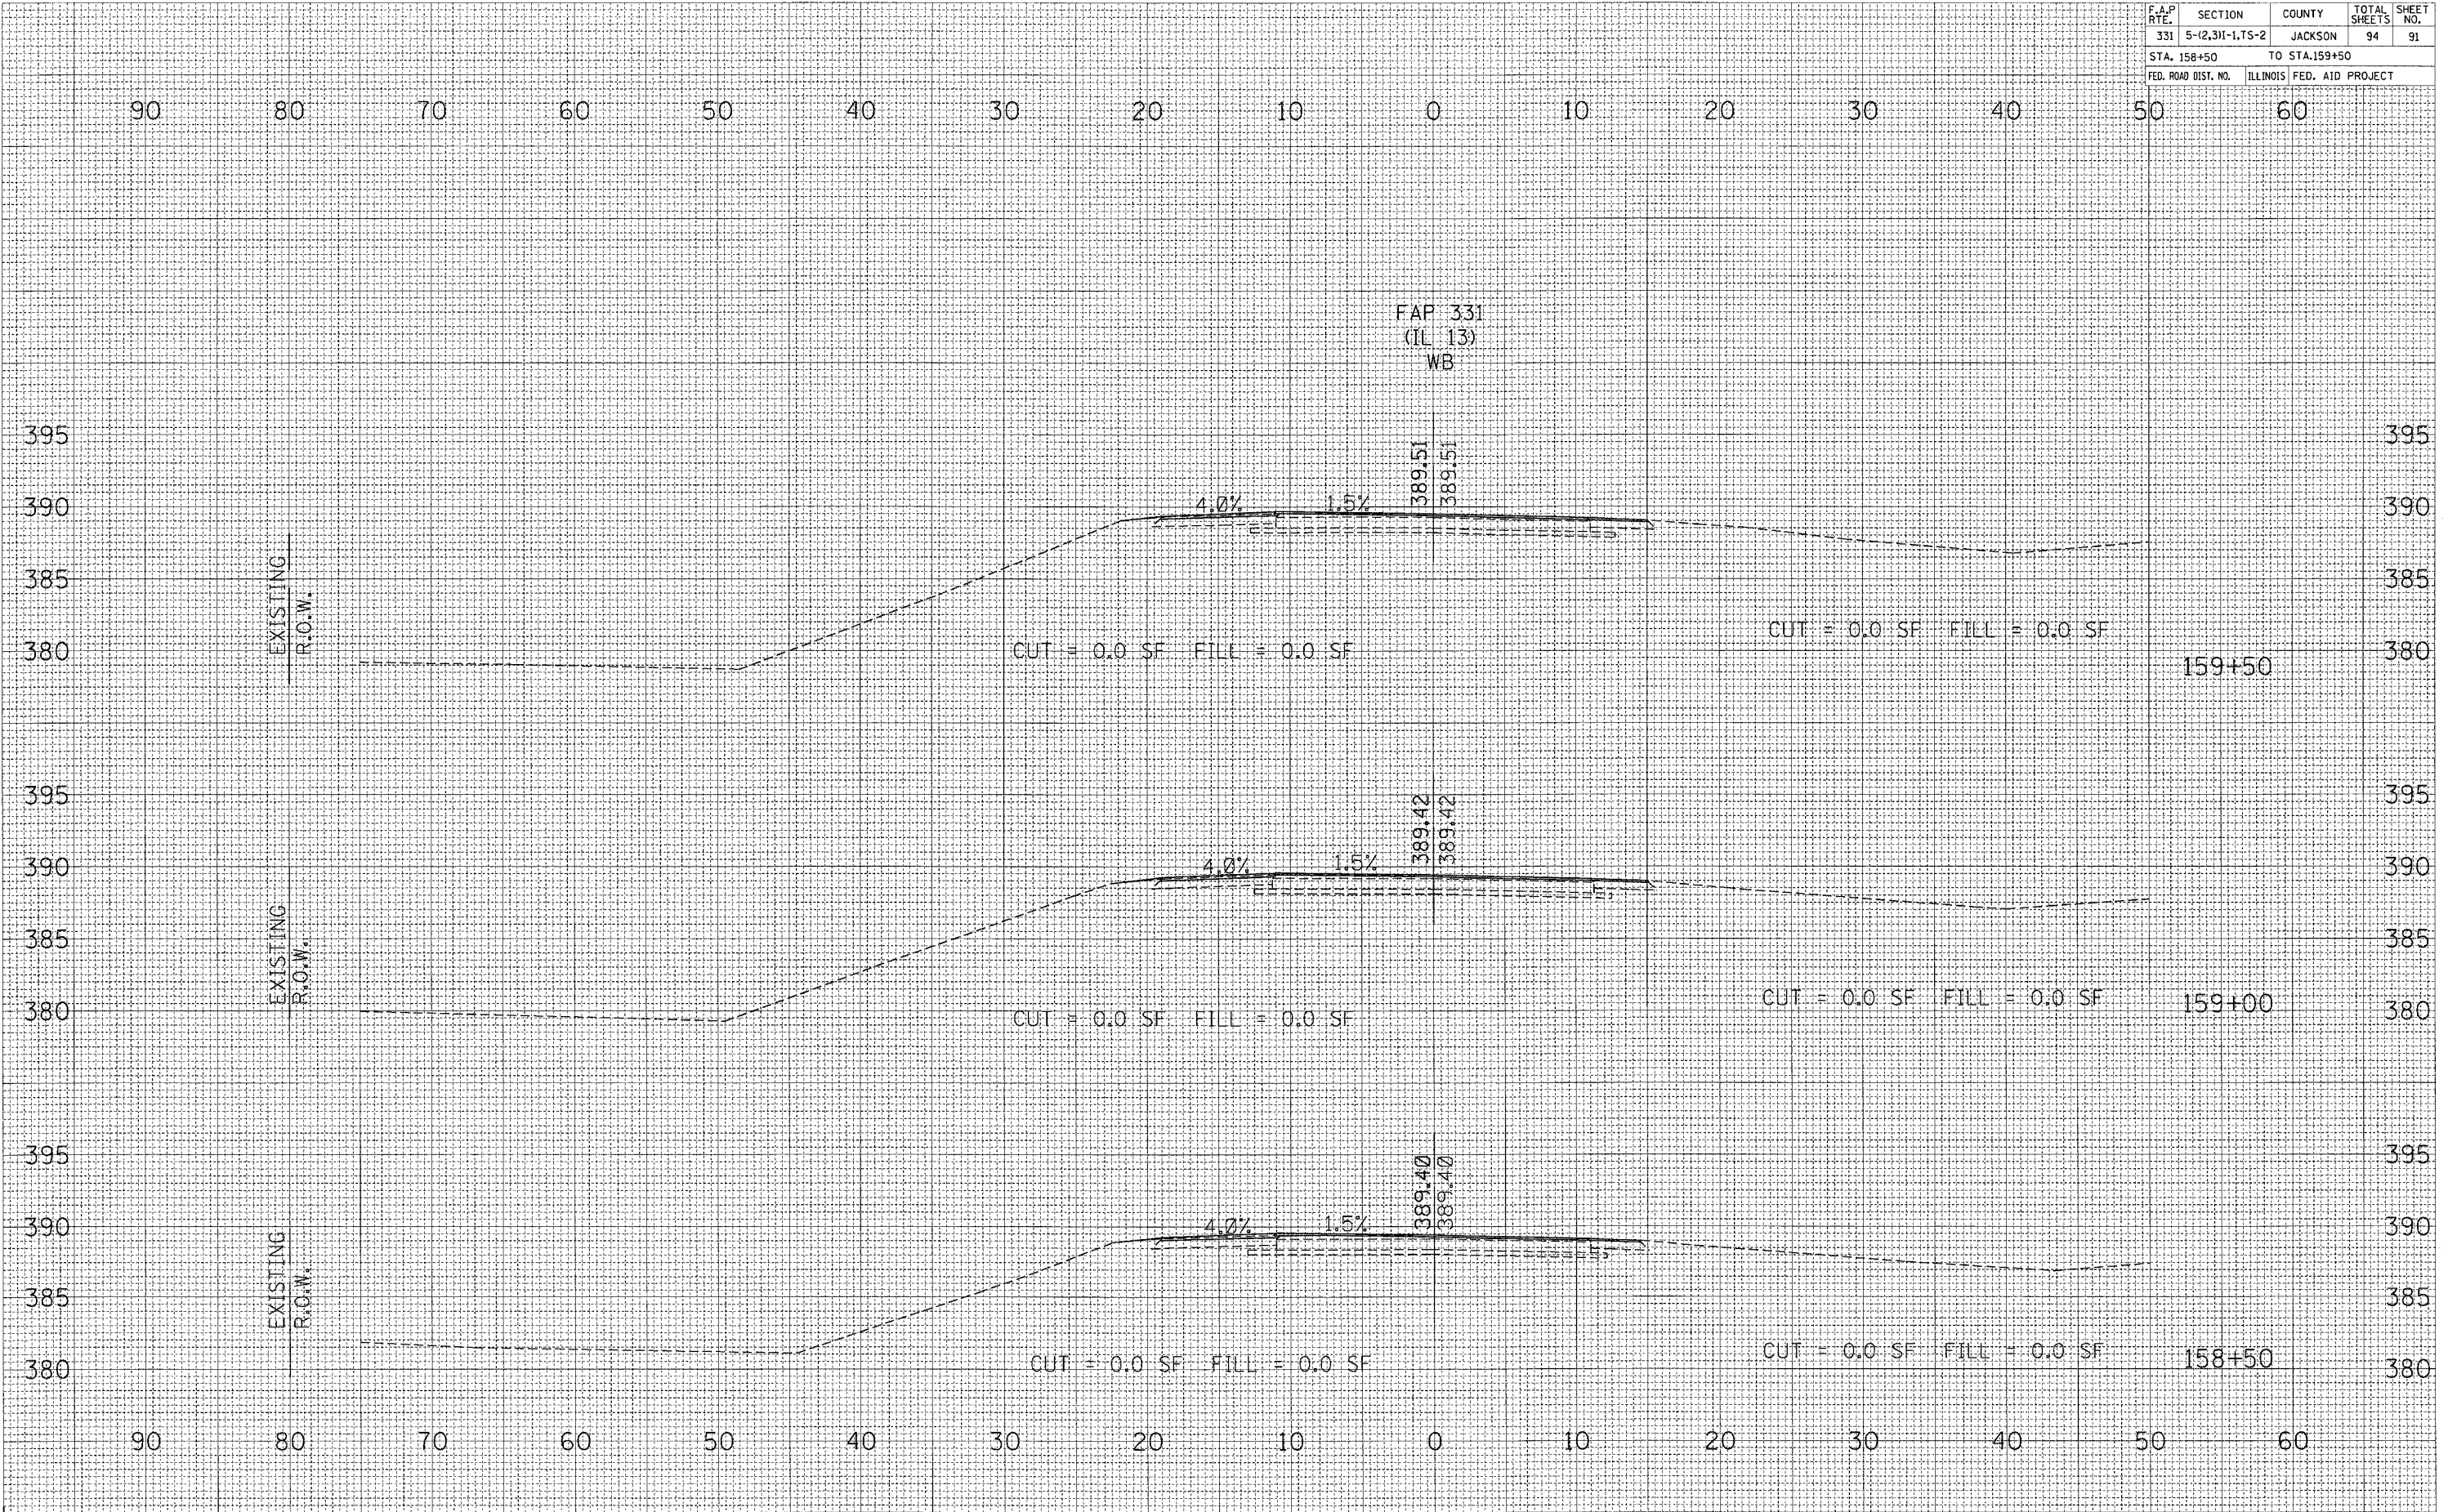 F.A.P RTE. SECTION COUNTY TOTAL SHEETS SHEET NO.
331 5-(2,3)I-1,TS-2 JACKSON 94 91
STA. 158+50 TO STA.159+50
FED. ROAD DIST. NO. ILLINOIS FED. AID PROJECT
90 80 70 60 50 40 30 20 10 0 10 20 30 40 50 60
FAP 331
(IL 13)
WB
395 395
389.51
389.51
390 4.0% 1.5% 390
385 385
EXISTING
R.O.W.
CUT = 0.0 SF FILL = 0.0 SF
380 CUT = 0.0 SF FILL = 0.0 SF 380
159+50
395 395
389.42
389.42
390 4.0% 1.5% 390
385 385
EXISTING
R.O.W.
CUT = 0.0 SF FILL = 0.0 SF 159+00
380 380
CUT = 0.0 SF FILL = 0.0 SF
395 395
389.40
389.40
390 4.0% 1.5% 390
EXISTING
R.O.W.
385 385
CUT = 0.0 SF FILL = 0.0 SF 158+50
380 CUT = 0.0 SF FILL = 0.0 SF 380
90 80 70 60 50 40 30 20 10 0 10 20 30 40 50 60